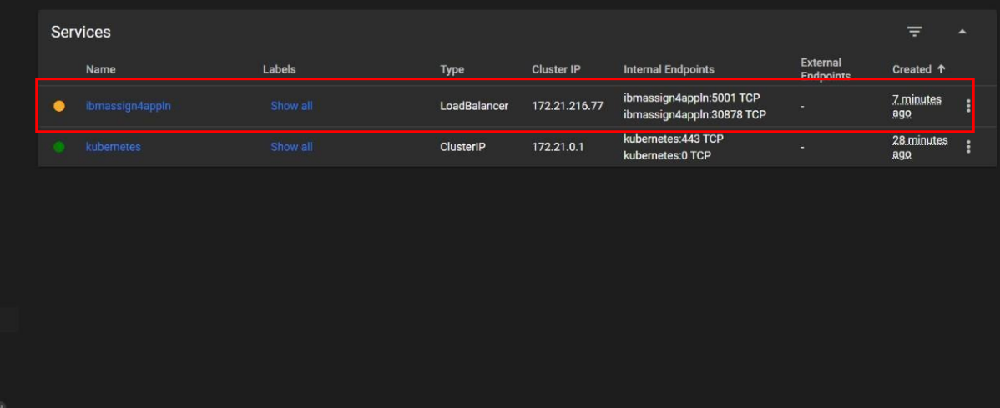 Services
Name Labels Type Cluster IP Internal Endpoints External Endpoints Created ↑
ibmassign4appln Show all LoadBalancer 172.21.216.77 ibmassign4appln:5001 TCP - 7 minutes
ibmassign4appln:30878 TCP ago
kubernetes Show all ClusterIP 172.21.0.1 kubernetes:443 TCP - 28 minutes
kubernetes:0 TCP ago